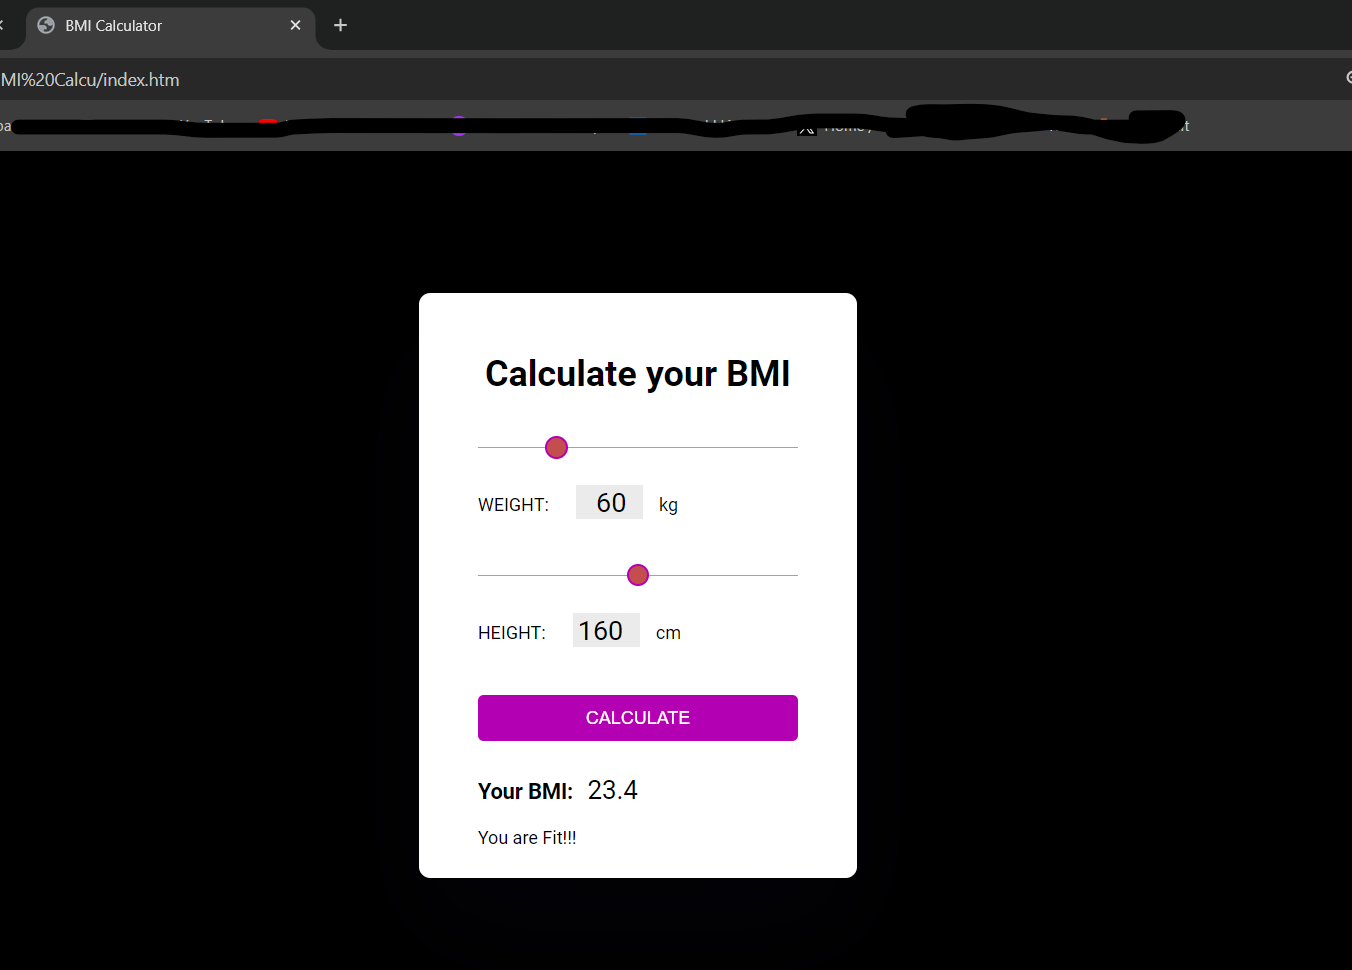 BMI Calculator
MI%20Calcu/index.htm
Calculate your BMI
WEIGHT: 60 kg
HEIGHT: 160 cm
CALCULATE
Your BMI: 23.4
You are Fit!!!